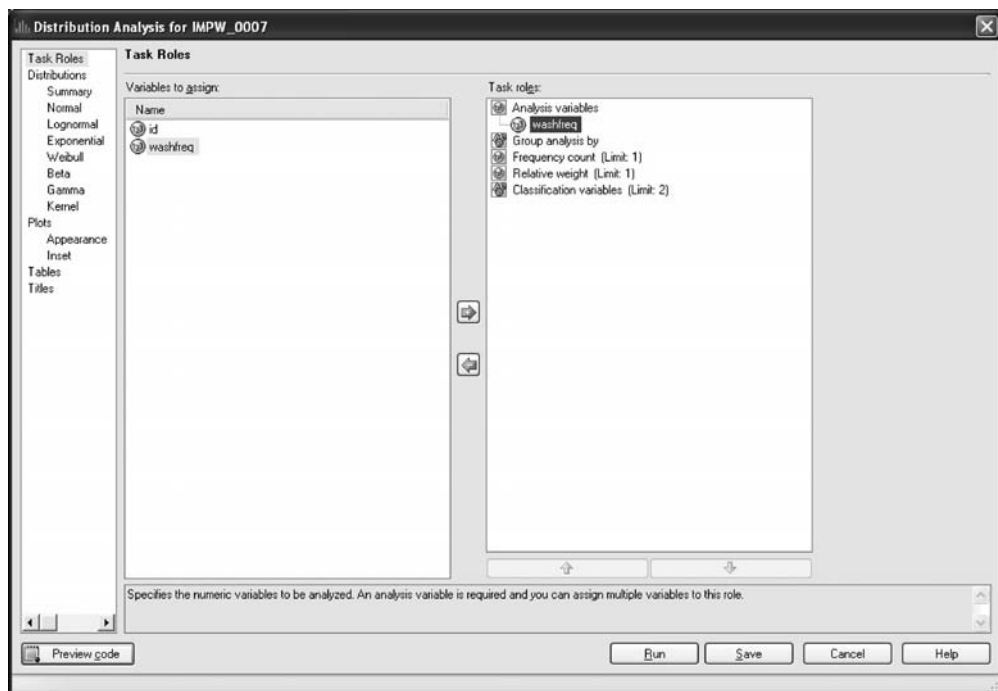 Distribution Analysis for IMPW_0007
Task Roles
Distributions
Summary
Normal
Lognormal
Exponential
Weibull
Beta
Gamma
Kernel
Plots
Appearance
Inset
Tables
Titles
Task Roles
Variables to assign:
Name
id
washfreq
Task roles:
Analysis variables
washfreq
Group analysis by
Frequency count (Limit: 1)
Relative weight (Limit: 1)
Classification variables (Limit: 2)
Specifies the numeric variables to be analyzed. An analysis variable is required and you can assign multiple variables to this role.
Preview code
Run
Save
Cancel
Help